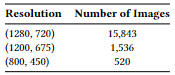 Resolution Number of Images
(1280, 720) 15,843
(1200, 675) 1,536
(800, 450) 520